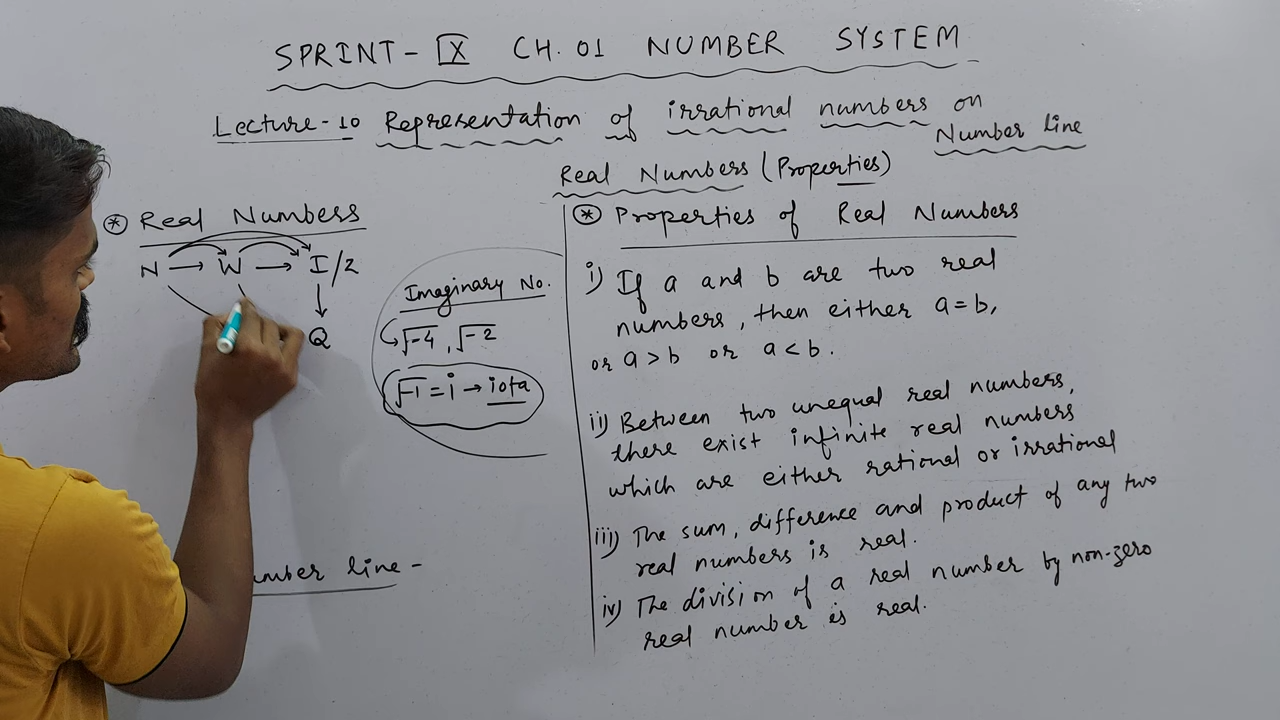 SPRINT-IX CH.01 NUMBER SYSTEM
Lecture-10 Representation of irrational numbers on
Number line
Real Numbers (Properties)
* Real Numbers
N → W → I/Z
Q
Imaginary No.
√-4, √-2
√-1 = i → iota
umber line -
* Properties of Real Numbers
i) If a and b are two real
numbers, then either a=b,
or a>b or a<b.
ii) Between two unequal real numbers,
there exist infinite real numbers
which are either rational or irrational
iii) The sum, difference and product of any two
real numbers is real.
iv) The division of a real number by non-zero
real number is real.